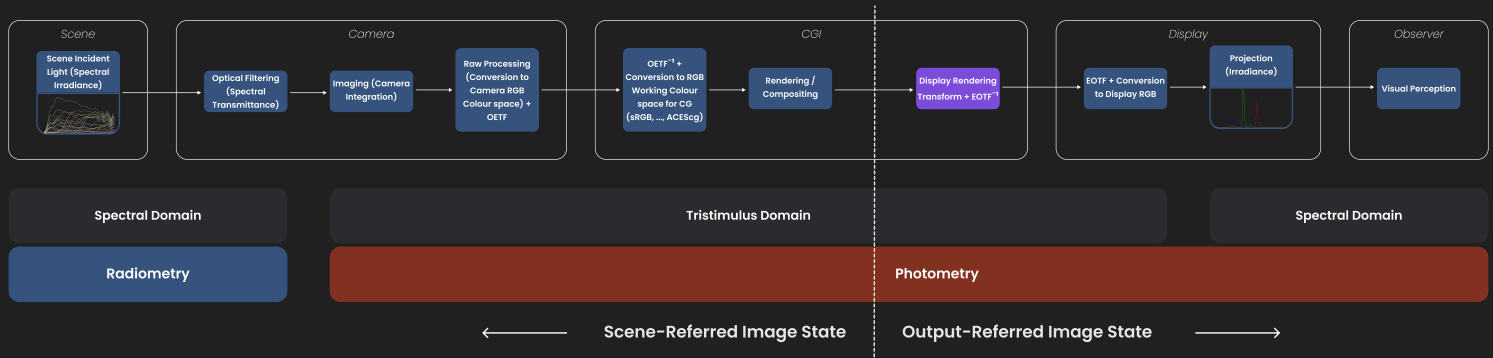 Scene
Camera
CGI
Display
Observer
Scene Incident
Light (Spectral
Irradiance)
Optical Filtering
(Spectral
Transmittance)
Imaging (Camera
Integration)
Raw Processing
(Conversion to
Camera RGB
Colour space) +
OETF
OETF⁻¹ +
Conversion to RGB
Working Colour
space for CG
(sRGB, ..., ACEScg)
Rendering /
Compositing
Display Rendering
Transform + EOTF⁻¹
EOTF + Conversion
to Display RGB
Projection
(Irradiance)
Visual Perception
Spectral Domain
Tristimulus Domain
Spectral Domain
Radiometry
Photometry
Scene-Referred Image State
Output-Referred Image State